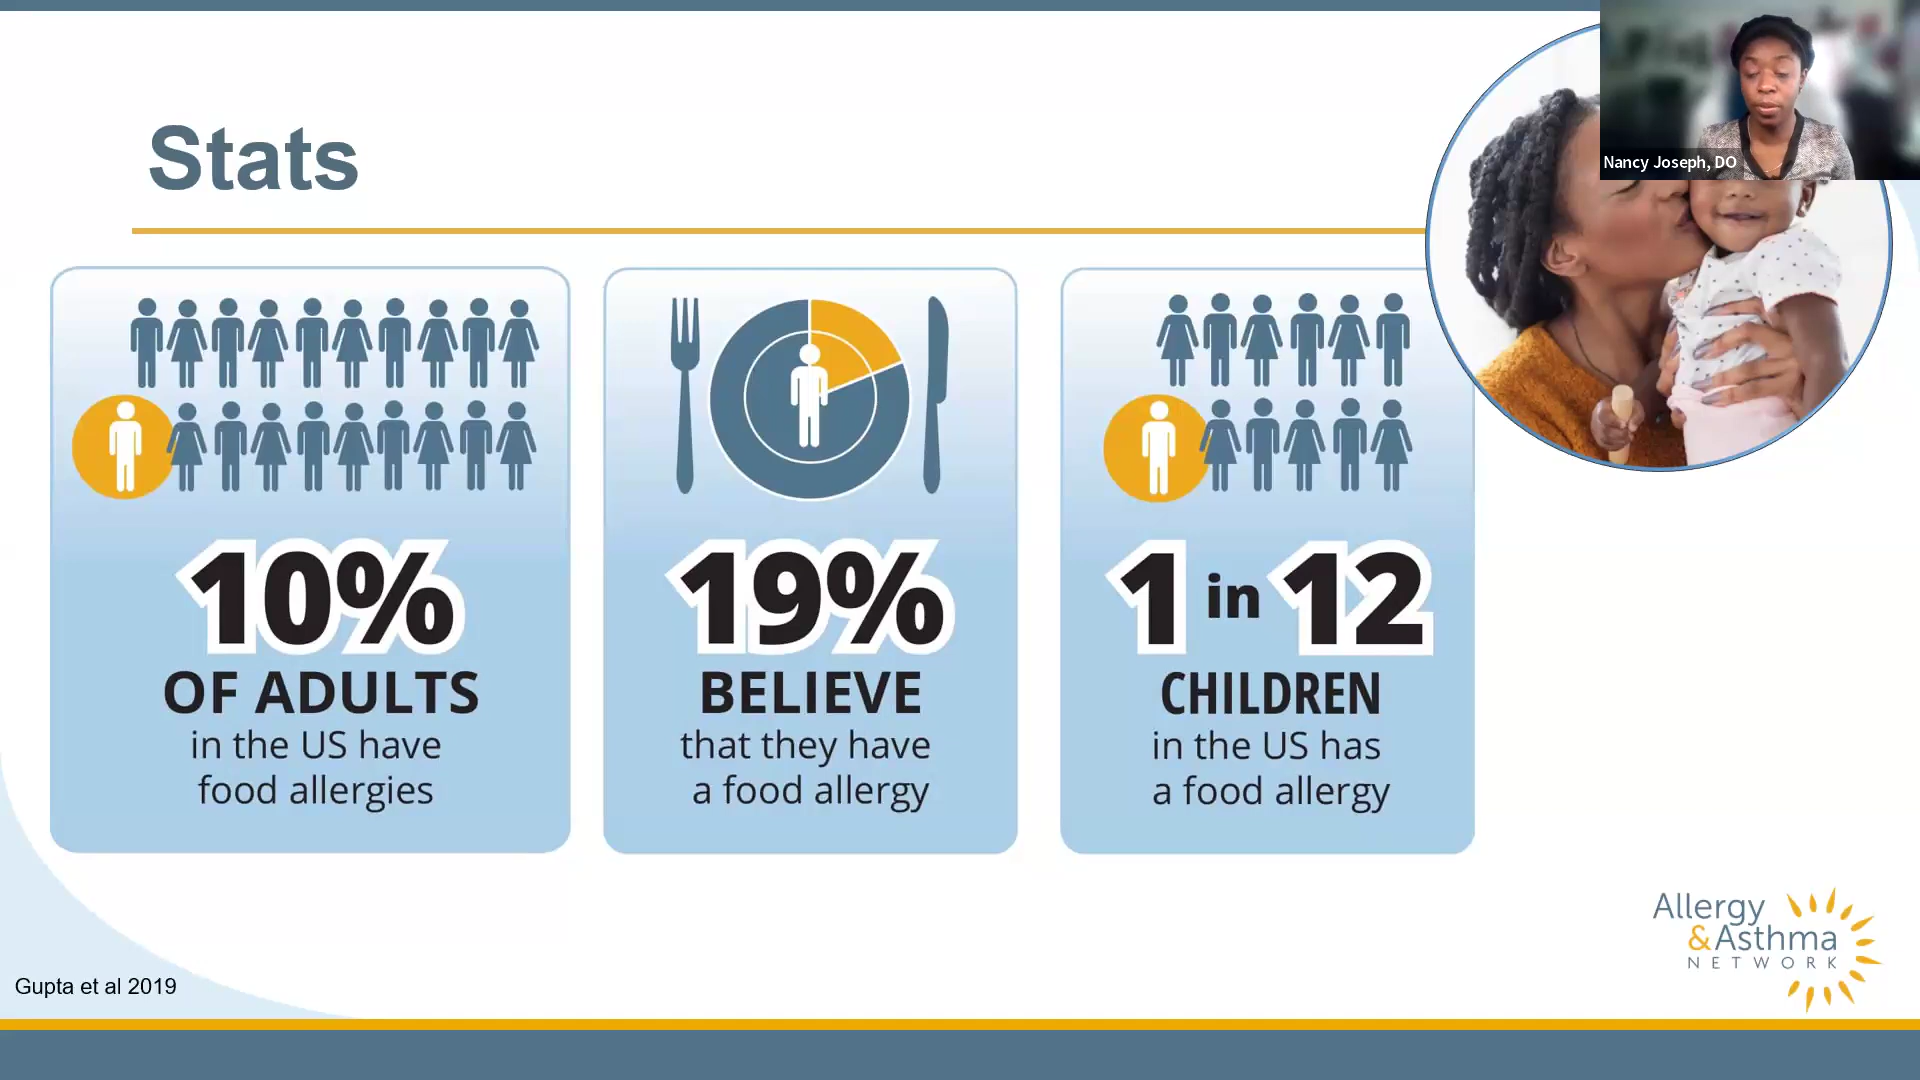 Nancy Joseph, DO
Stats
10%
OF ADULTS
in the US have
food allergies
19%
BELIEVE
that they have
a food allergy
1 in 12
CHILDREN
in the US has
a food allergy
Allergy
&Asthma
NETWORK
Gupta et al 2019